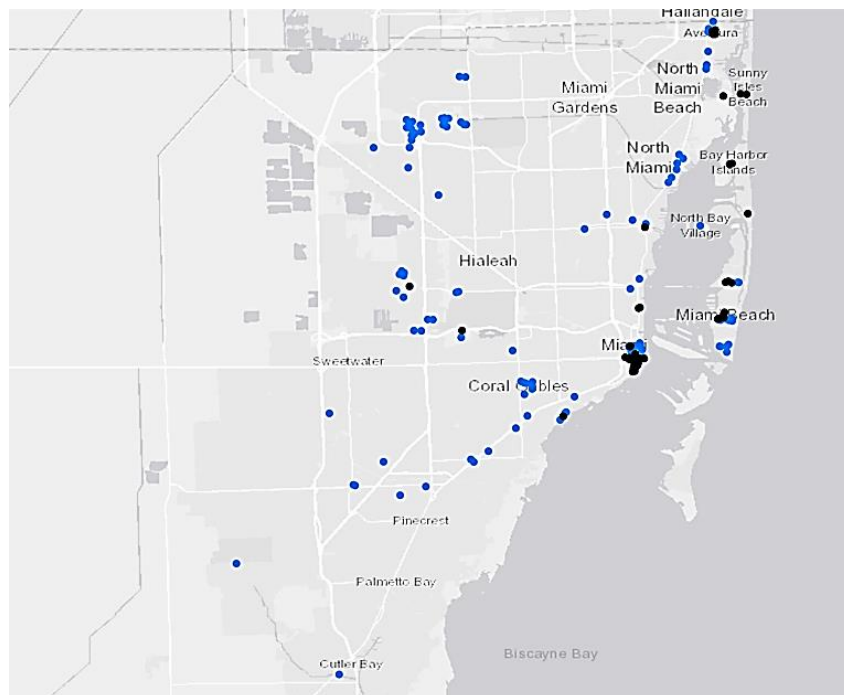 Hallandale
Aventura
North
Miami
Beach
Sunny
Isles
Beach
Miami
Gardens
North
Miami
Bay Harbor
Islands
North Bay
Village
Hialeah
Miami Beach
Miami
Sweetwater
Coral Gables
Pinecrest
Palmetto Bay
Biscayne Bay
Cutler Bay